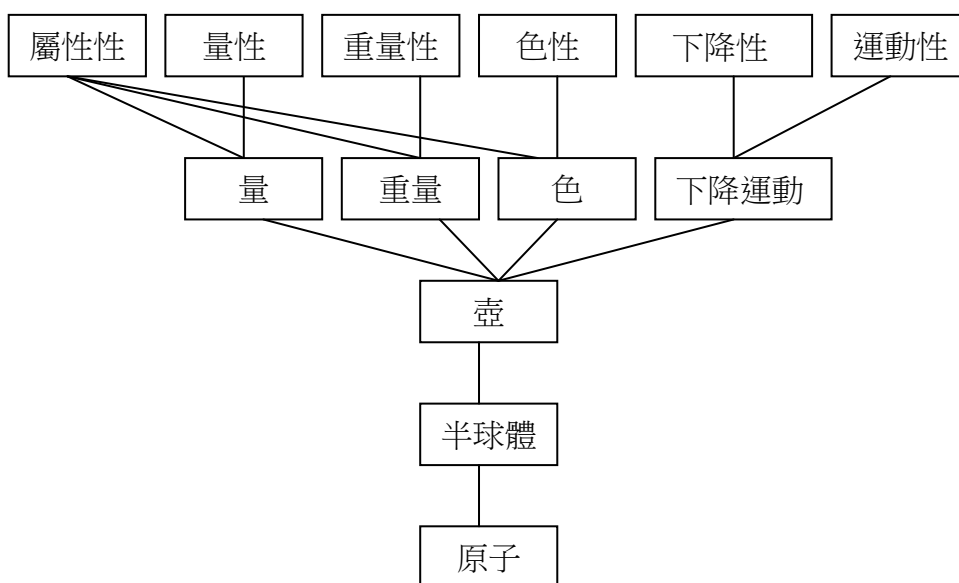 屬性性 量性 重量性 色性 下降性 運動性
量 重量 色 下降運動
壺
半球體
原子